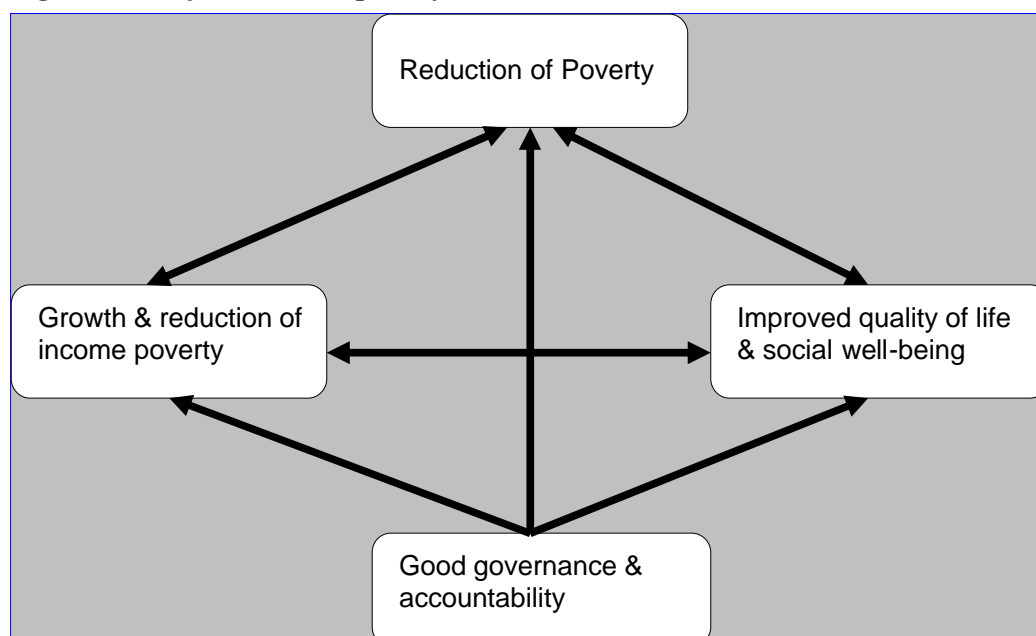 Reduction of Poverty
Growth & reduction of
income poverty
Improved quality of life
& social well-being
Good governance &
accountability